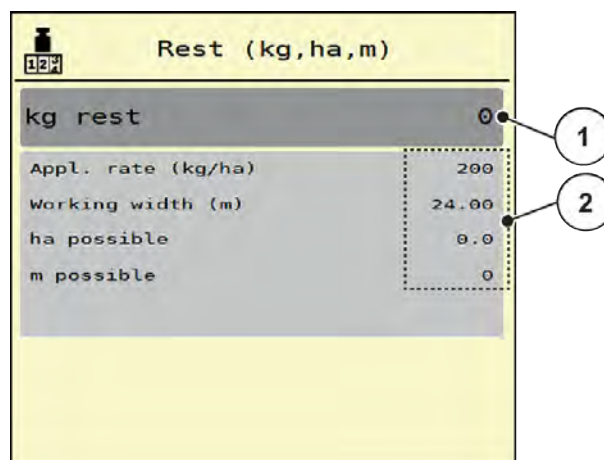 Rest (kg,ha,m)
kg rest 0
1
Appl. rate (kg/ha) 200
Working width (m) 24.00
2
ha possible 0.0
m possible 0